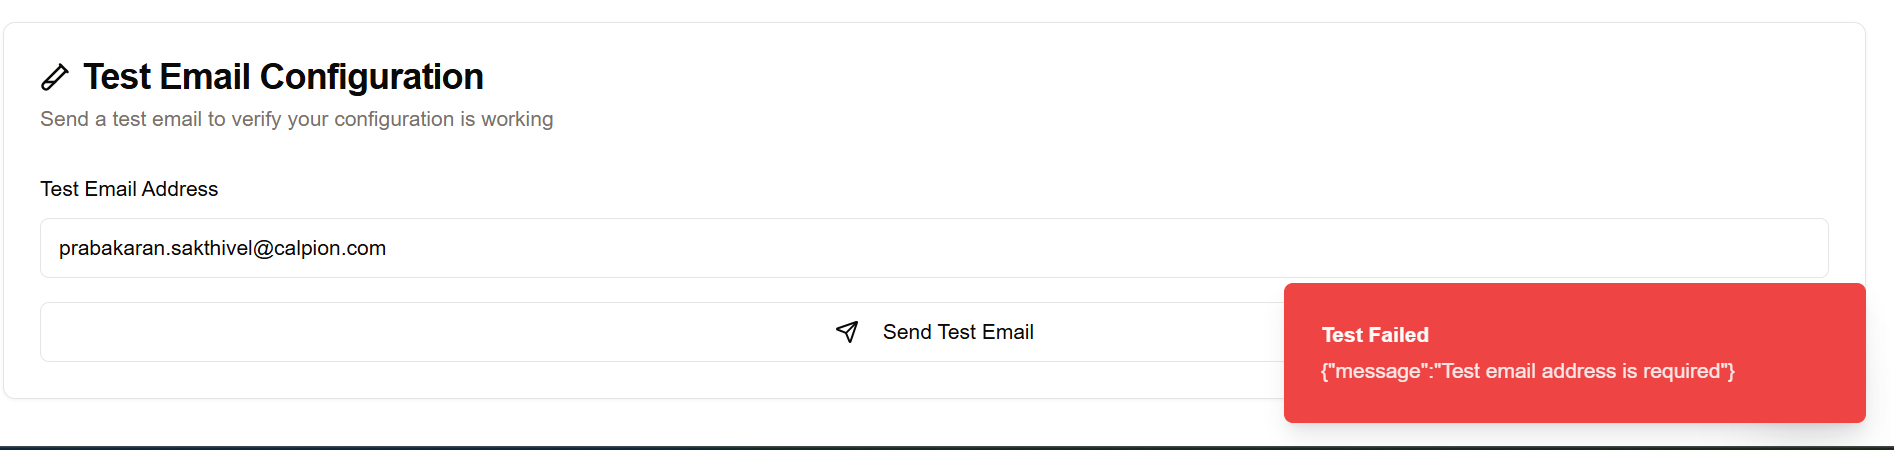 Test Email Configuration
Send a test email to verify your configuration is working
Test Email Address
prabakaran.sakthivel@calpion.com
Send Test Email
Test Failed
{"message":"Test email address is required"}